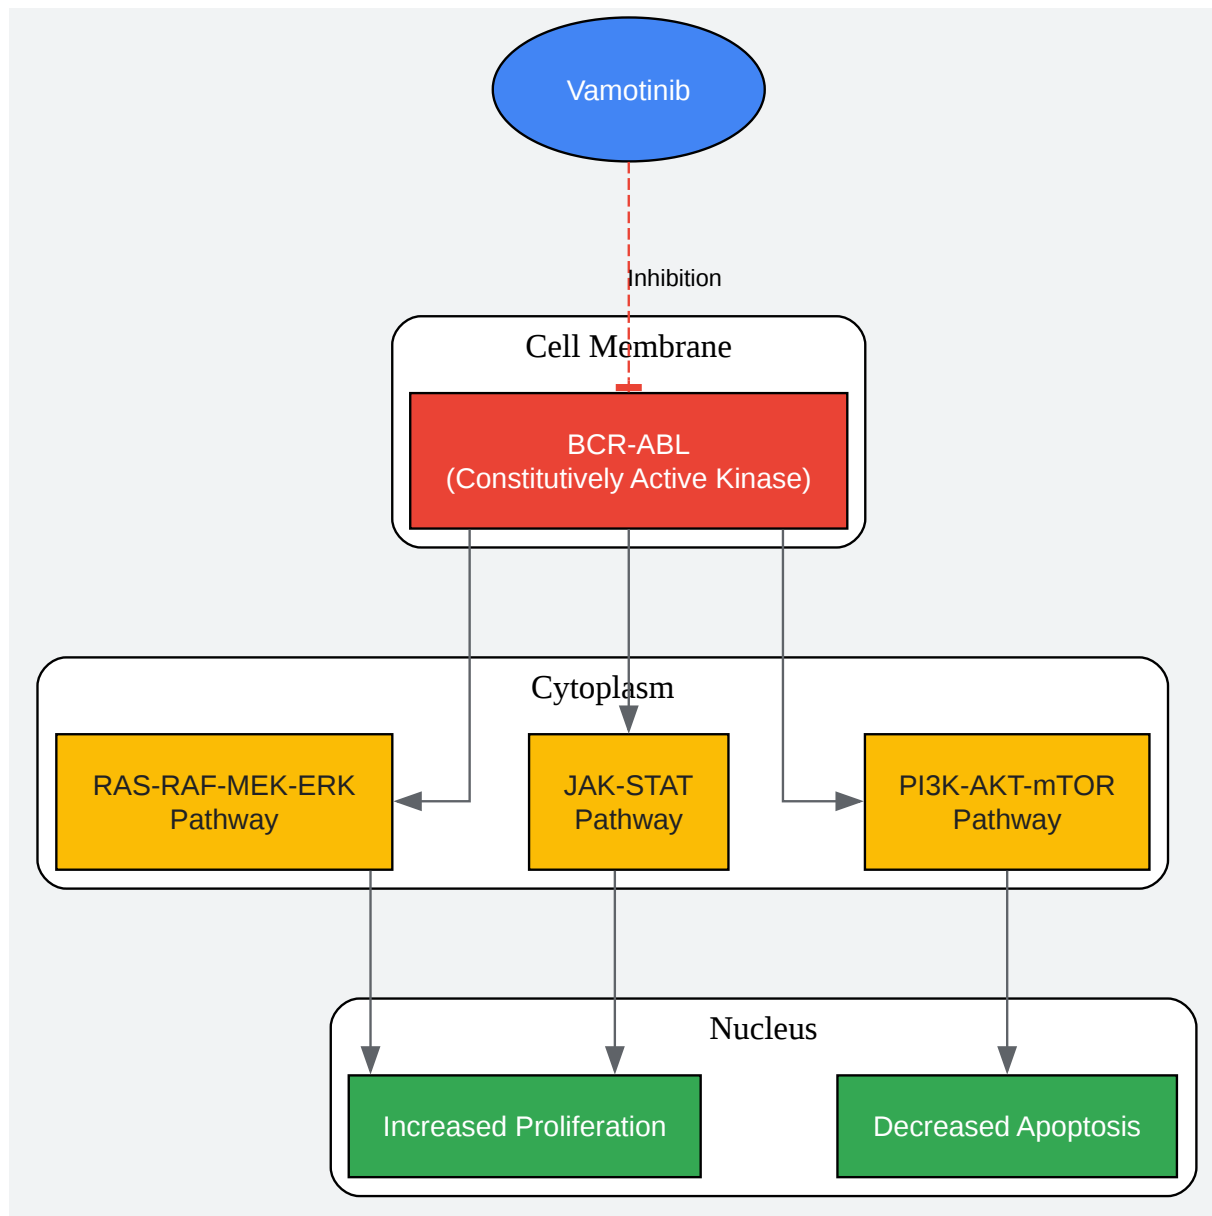 Vamotinib
Inhibition
Cell Membrane
BCR-ABL
(Constitutively Active Kinase)
Cytoplasm
RAS-RAF-MEK-ERK
Pathway
JAK-STAT
Pathway
PI3K-AKT-mTOR
Pathway
Nucleus
Increased Proliferation
Decreased Apoptosis